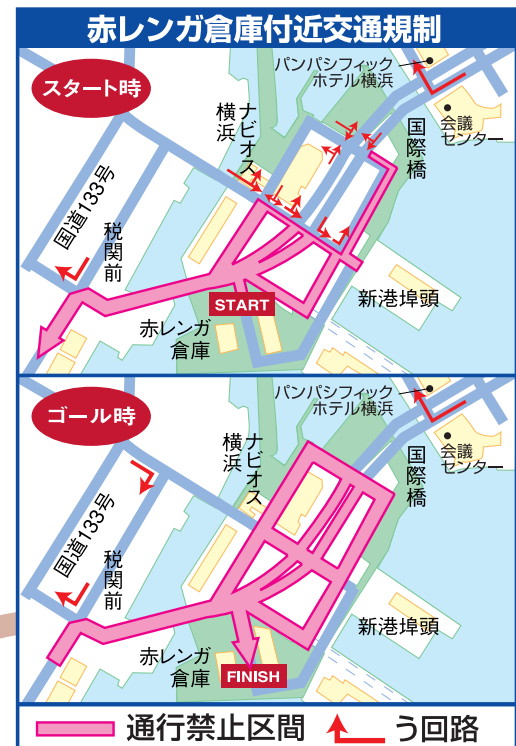 赤レンガ倉庫付近交通規制
スタート時
パンパシフィック
ホテル横浜
ナビオス
横浜
国際橋
会議
センター
国道133号
税関前
START
新港埠頭
赤レンガ
倉庫
ゴール時
パンパシフィック
ホテル横浜
ナビオス
横浜
国際橋
会議
センター
国道133号
税関前
新港埠頭
赤レンガ
倉庫
FINISH
通行禁止区間 う回路